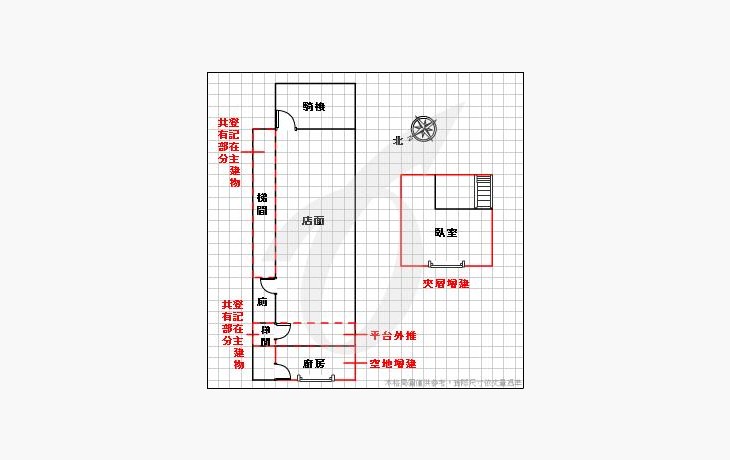 騎樓
共有部分
登記在主建物
北
梯間
店面
臥室
夾層增建
廁
共有部分
登記在主建物
梯間
平台外推
廚房
空地增建
本格局圖僅供參考，實際尺寸依丈量為準